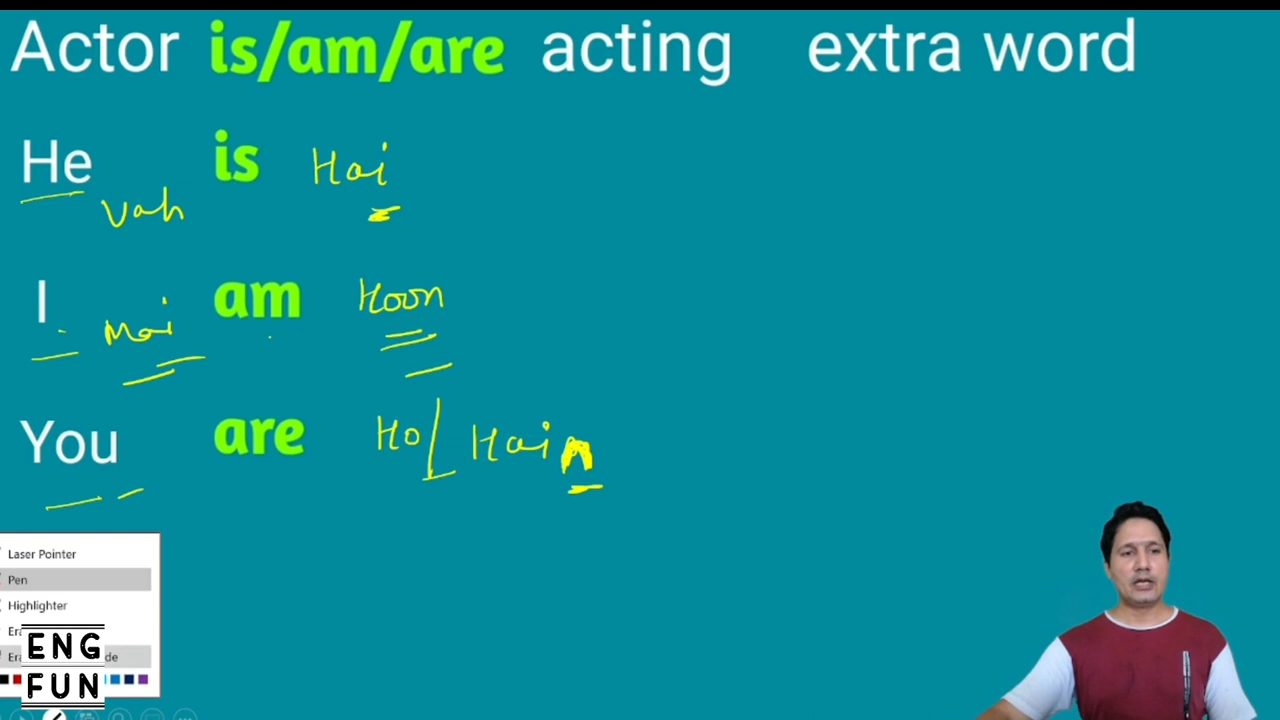 Actor is/am/are acting extra word
He is Hai
Vah
I am Hoon
Mai
You are Ho/ Hain
Laser Pointer
Pen
Highlighter
ENG
FUN